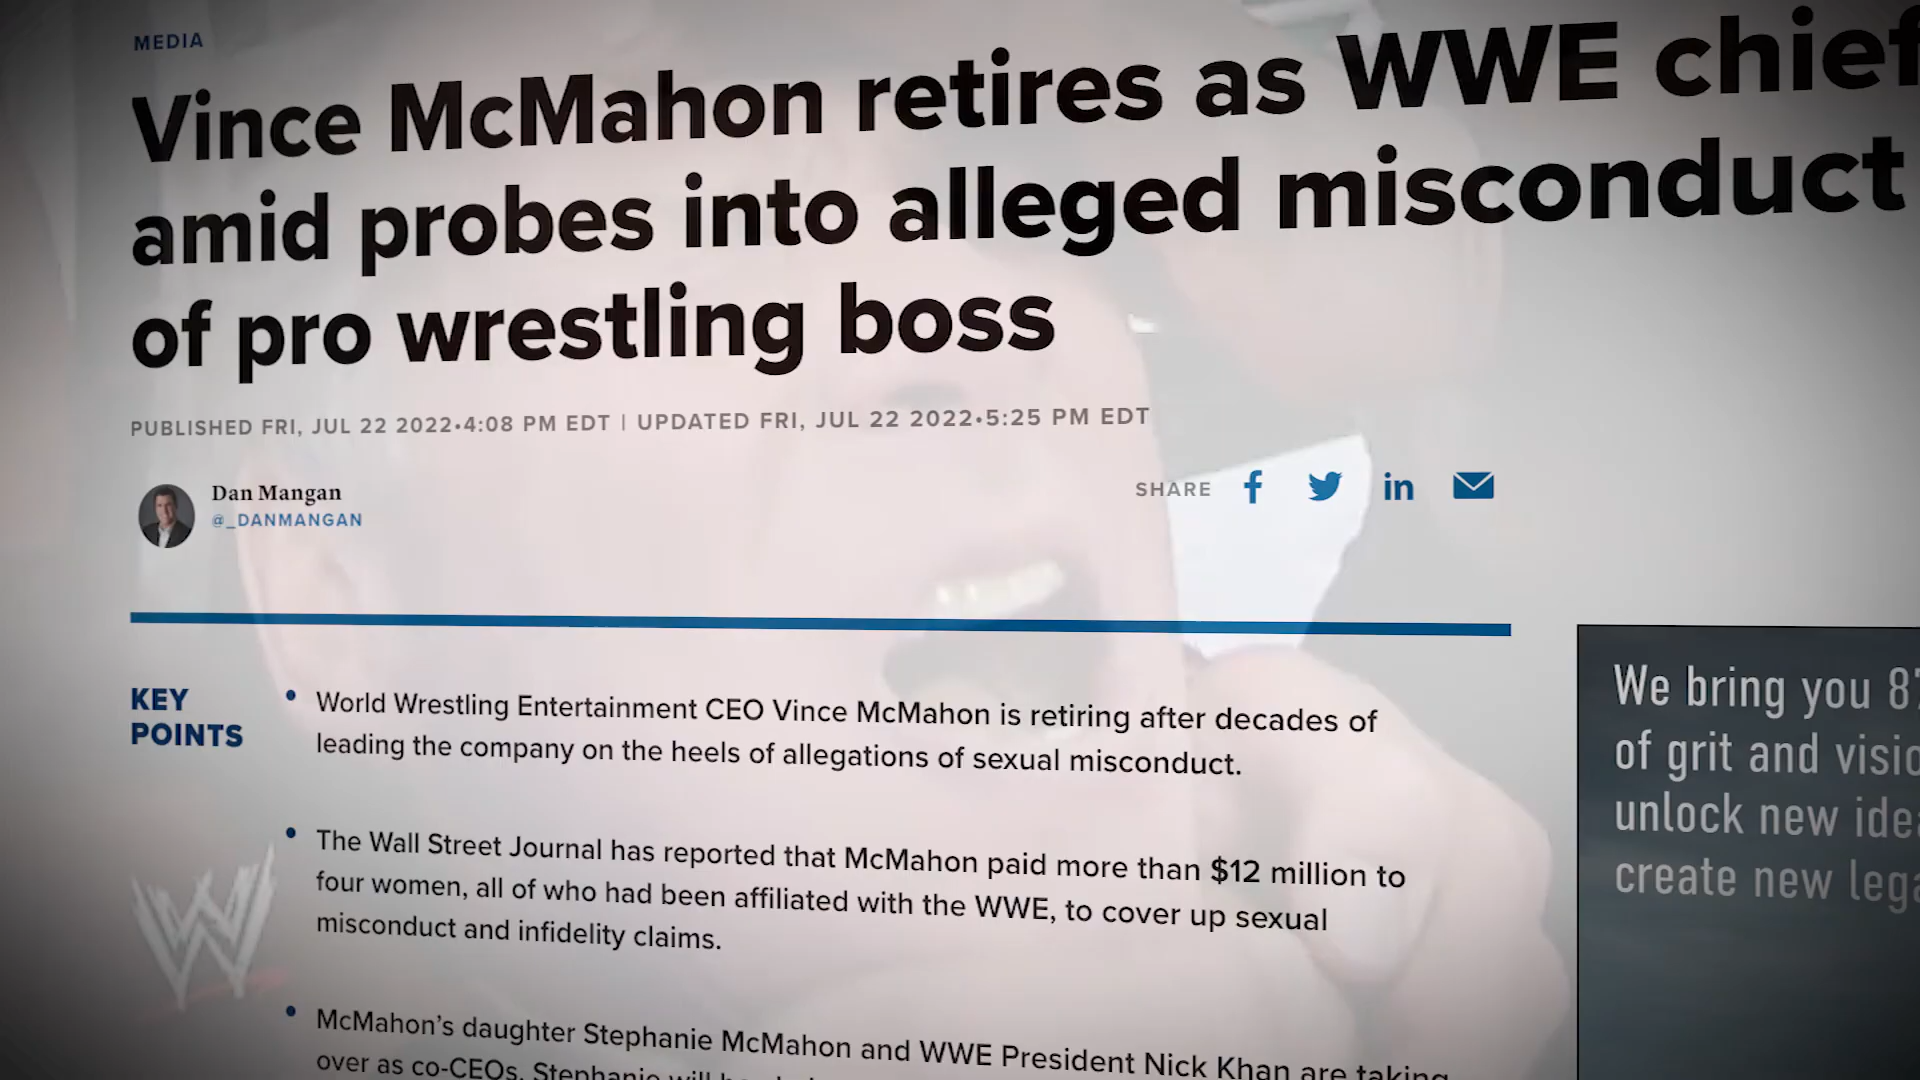 MEDIA
Vince McMahon retires as WWE chief
amid probes into alleged misconduct
of pro wrestling boss
PUBLISHED FRI, JUL 22 2022•4:08 PM EDT | UPDATED FRI, JUL 22 2022•5:25 PM EDT
Dan Mangan
@_DANMANGAN
SHARE
KEY
POINTS
• World Wrestling Entertainment CEO Vince McMahon is retiring after decades of
leading the company on the heels of allegations of sexual misconduct.
• The Wall Street Journal has reported that McMahon paid more than $12 million to
four women, all of who had been affiliated with the WWE, to cover up sexual
misconduct and infidelity claims.
• McMahon's daughter Stephanie McMahon and WWE President Nick Khan are taking
over as co-CEOs. Stephanie will
We bring you
of grit and
unlock new
create new
W